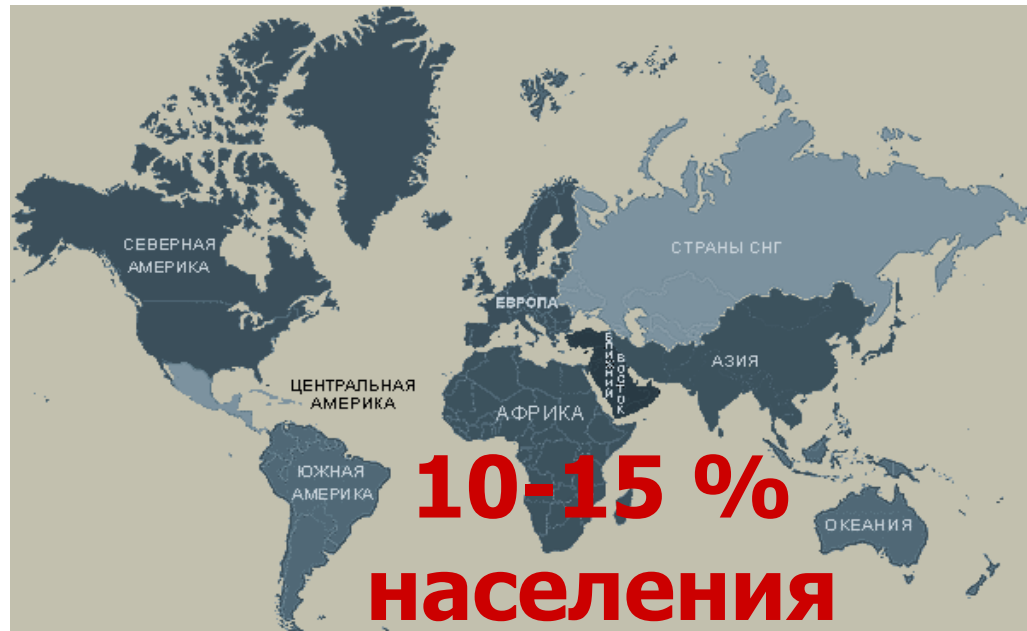 СЕВЕРНАЯ
АМЕРИКА
СТРАНЫ СНГ
ЕВРОПА
БЛИЖНИЙ
ВОСТОК
АЗИЯ
ЦЕНТРАЛЬНАЯ
АМЕРИКА
АФРИКА
ЮЖНАЯ
АМЕРИКА
ОКЕАНИЯ
10-15 %
населения